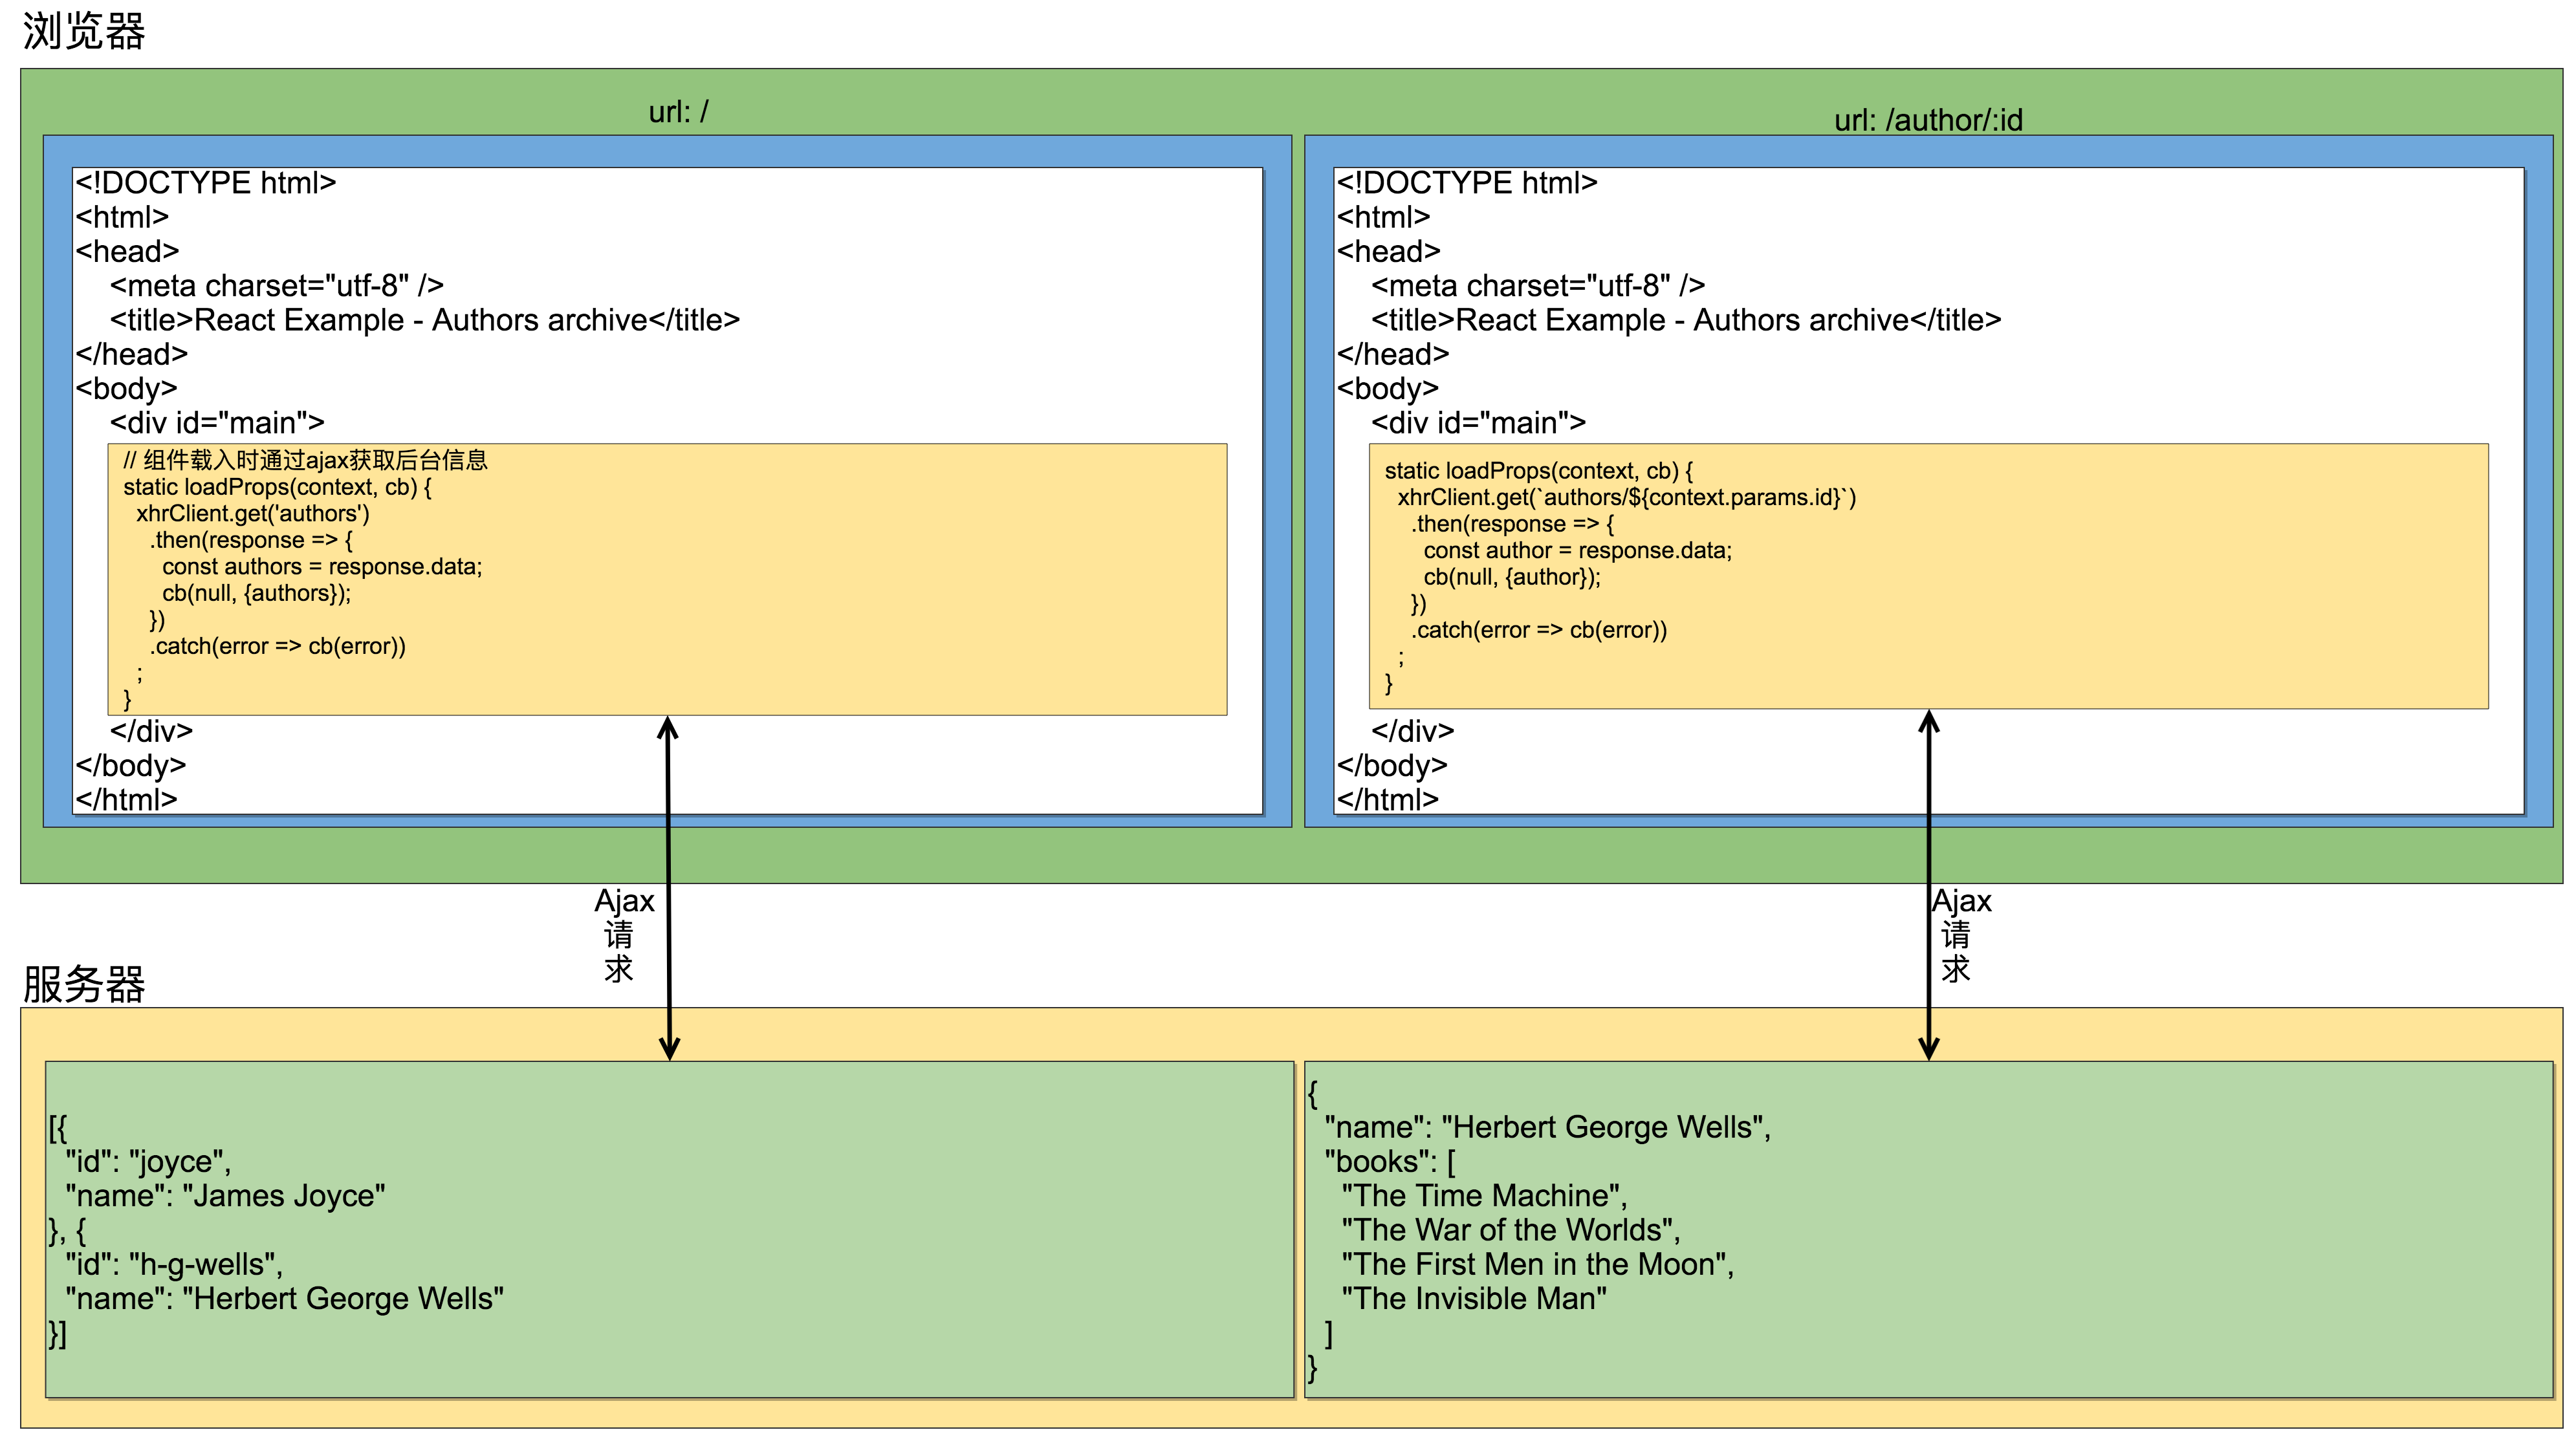 浏览器
url: /
<!DOCTYPE html>
<html>
<head>
    <meta charset="utf-8" />
    <title>React Example - Authors archive</title>
</head>
<body>
    <div id="main">
// 组件载入时通过ajax获取后台信息
static loadProps(context, cb) {
  xhrClient.get('authors')
    .then(response => {
      const authors = response.data;
      cb(null, {authors});
    })
    .catch(error => cb(error))
  ;
}
    </div>
</body>
</html>
url: /author/:id
<!DOCTYPE html>
<html>
<head>
    <meta charset="utf-8" />
    <title>React Example - Authors archive</title>
</head>
<body>
    <div id="main">
static loadProps(context, cb) {
  xhrClient.get(`authors/${context.params.id}`)
    .then(response => {
      const author = response.data;
      cb(null, {author});
    })
    .catch(error => cb(error))
  ;
}
    </div>
</body>
</html>
Ajax
请
求
Ajax
请
求
服务器
[{
  "id": "joyce",
  "name": "James Joyce"
}, {
  "id": "h-g-wells",
  "name": "Herbert George Wells"
}]
{
  "name": "Herbert George Wells",
  "books": [
    "The Time Machine",
    "The War of the Worlds",
    "The First Men in the Moon",
    "The Invisible Man"
  ]
}